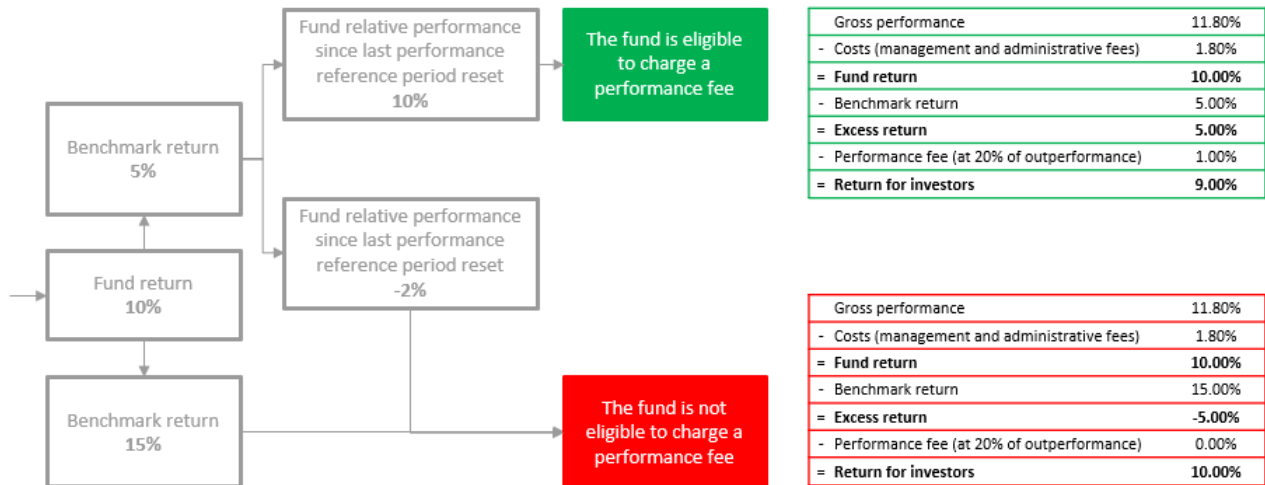 Fund relative performance
since last performance
reference period reset
10%
The fund is eligible
to charge a
performance fee
Benchmark return
5%
Fund relative performance
since last performance
reference period reset
-2%
Fund return
10%
Benchmark return
15%
The fund is not
eligible to charge a
performance fee
Gross performance 11.80%
- Costs (management and administrative fees) 1.80%
= Fund return 10.00%
- Benchmark return 5.00%
= Excess return 5.00%
- Performance fee (at 20% of outperformance) 1.00%
= Return for investors 9.00%
Gross performance 11.80%
- Costs (management and administrative fees) 1.80%
= Fund return 10.00%
- Benchmark return 15.00%
= Excess return -5.00%
- Performance fee (at 20% of outperformance) 0.00%
= Return for investors 10.00%